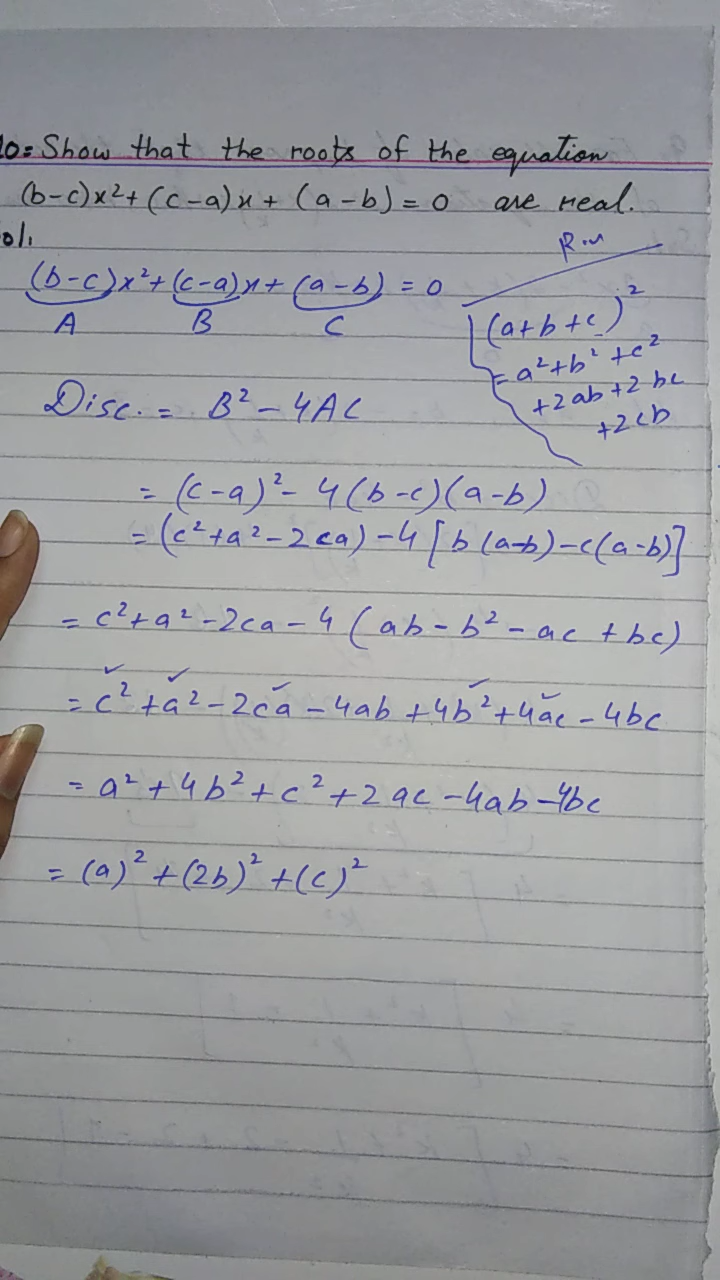 10= Show that the roots of the equation
(b-c)x²+(c-a)x+(a-b)=0 are real.
ol.
(b-c)x²+(c-a)x+(a-b)=0
A B C
R.w
(a+b+c)²
= a²+b²+c²
+2ab+2bc
+2cb
Disc. = B²-4AC
= (c-a)²-4(b-c)(a-b)
= (c²+a²-2ca)-4[b(a-b)-c(a-b)]
= c²+a²-2ca-4(ab-b²-ac+bc)
= c²+a²-2ca-4ab+4b²+4ac-4bc
= a²+4b²+c²+2ac-4ab-4bc
= (a)²+(2b)²+(c)²